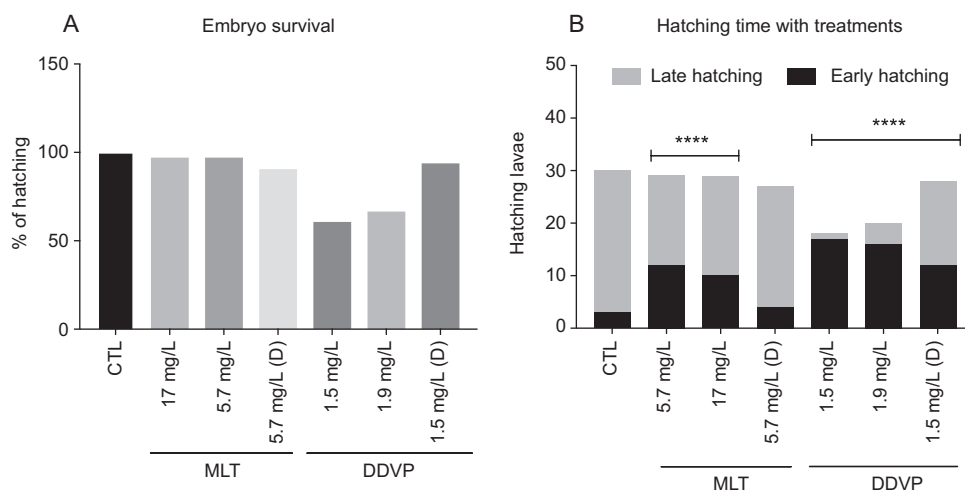 A
Embryo survival
% of hatching
150
100
50
0
CTL
17 mg/L
5.7 mg/L
5.7 mg/L (D)
1.5 mg/L
1.9 mg/L
1.5 mg/L (D)
MLT
DDVP
B
Hatching time with treatments
Late hatching
Early hatching
Hatching lavae
50
40
30
20
10
0
****
****
CTL
5.7 mg/L
17 mg/L
5.7 mg/L (D)
1.5 mg/L
1.9 mg/L
1.5 mg/L (D)
MLT
DDVP